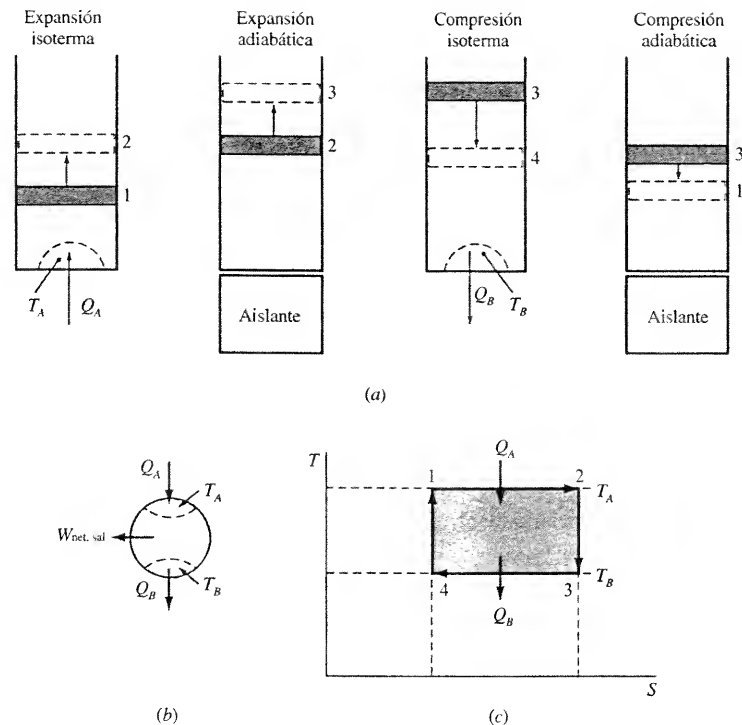 Expansión
isoterma
2
1
T_A
Q_A
Expansión
adiabática
3
2
Aislante
Compresión
isoterma
3
4
Q_B
T_B
Compresión
adiabática
3
1
Aislante
(a)
Q_A
T_A
W_net, sal
Q_B
T_B
(b)
T
Q_A
1
2
T_A
T_B
4
3
Q_B
S
(c)